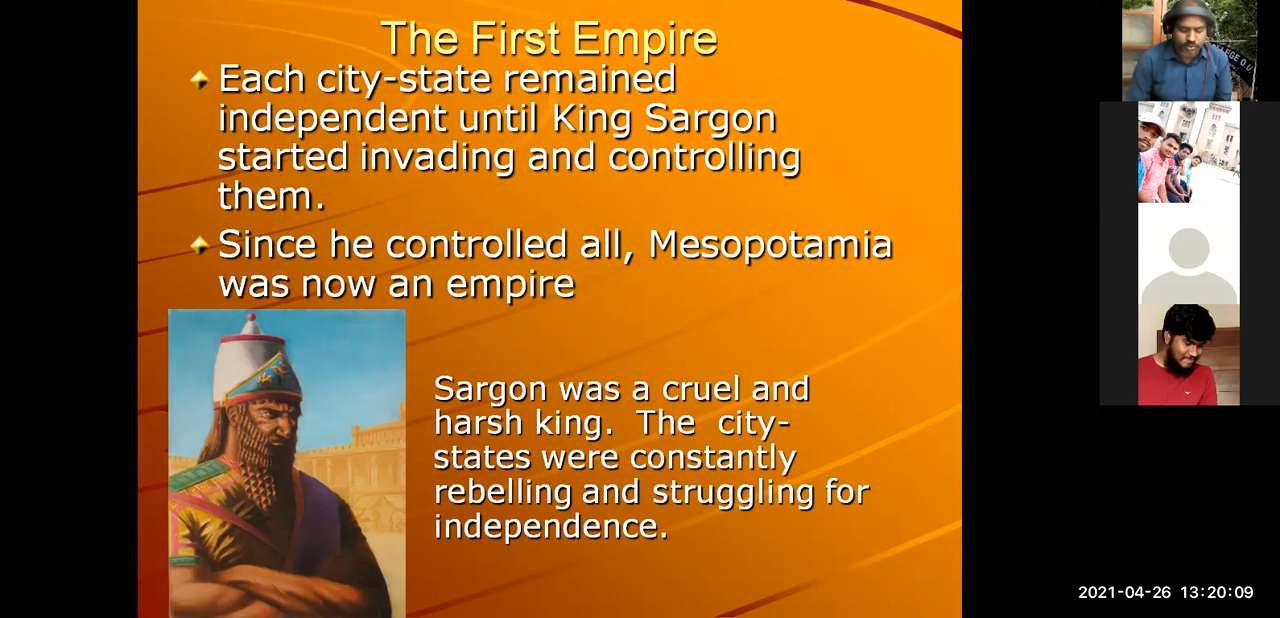 The First Empire
Each city-state remained
independent until King Sargon
started invading and controlling
them.
Since he controlled all, Mesopotamia
was now an empire
Sargon was a cruel and
harsh king.  The  city-
states were constantly
rebelling and struggling for
independence.
2021-04-26 13:20:09